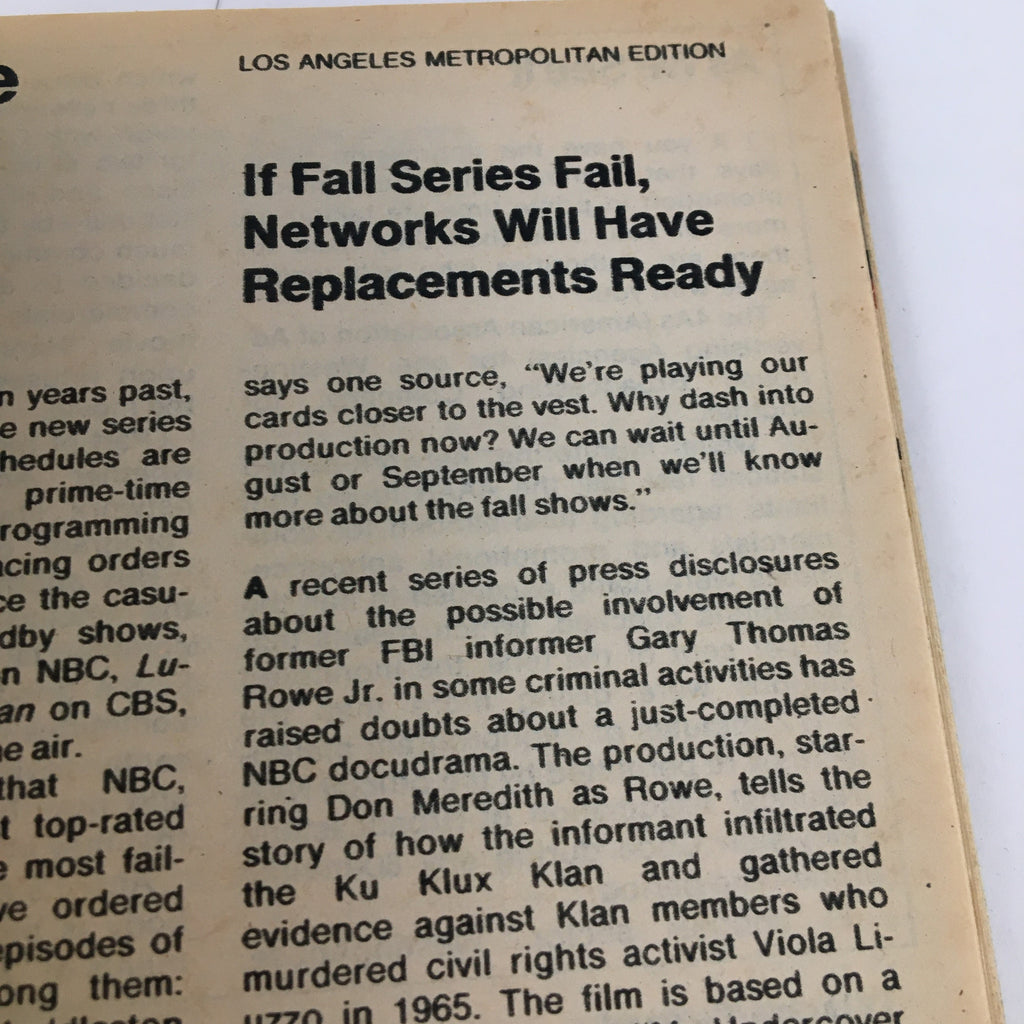 e
LOS ANGELES METROPOLITAN EDITION
If Fall Series Fail,
Networks Will Have
Replacements Ready
n years past,
e new series
hedules are
prime-time
rogramming
cing orders
ce the casu-
dby shows,
n NBC, Lu-
an on CBS,
e air.
that NBC,
t top-rated
e most fail-
ve ordered
episodes of
ong them:
says one source, “We’re playing our
cards closer to the vest. Why dash into
production now? We can wait until Au-
gust or September when we’ll know
more about the fall shows.”
A recent series of press disclosures
about the possible involvement of
former FBI informer Gary Thomas
Rowe Jr. in some criminal activities has
raised doubts about a just-completed
NBC docudrama. The production, star-
ring Don Meredith as Rowe, tells the
story of how the informant infiltrated
the Ku Klux Klan and gathered
evidence against Klan members who
murdered civil rights activist Viola Li-
uzzo in 1965. The film is based on a
Undercover